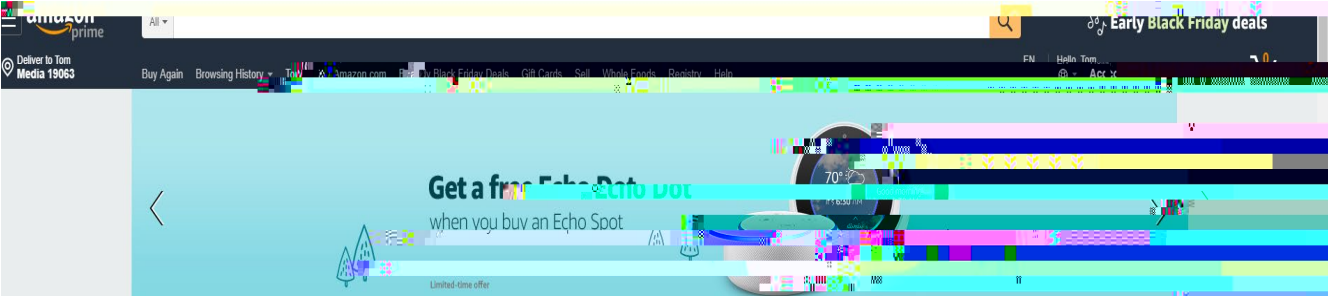 amazon
prime
All
Early Black Friday deals
Deliver to Tom
Media 19063
EN
Hello, Tom
Buy Again Browsing History Amazon.com Black Friday Deals Gift Cards Sell Whole Foods Registry Help
70°
6:30
Get a free Echo Dot
when you buy an Echo Spot
Limited-time offer